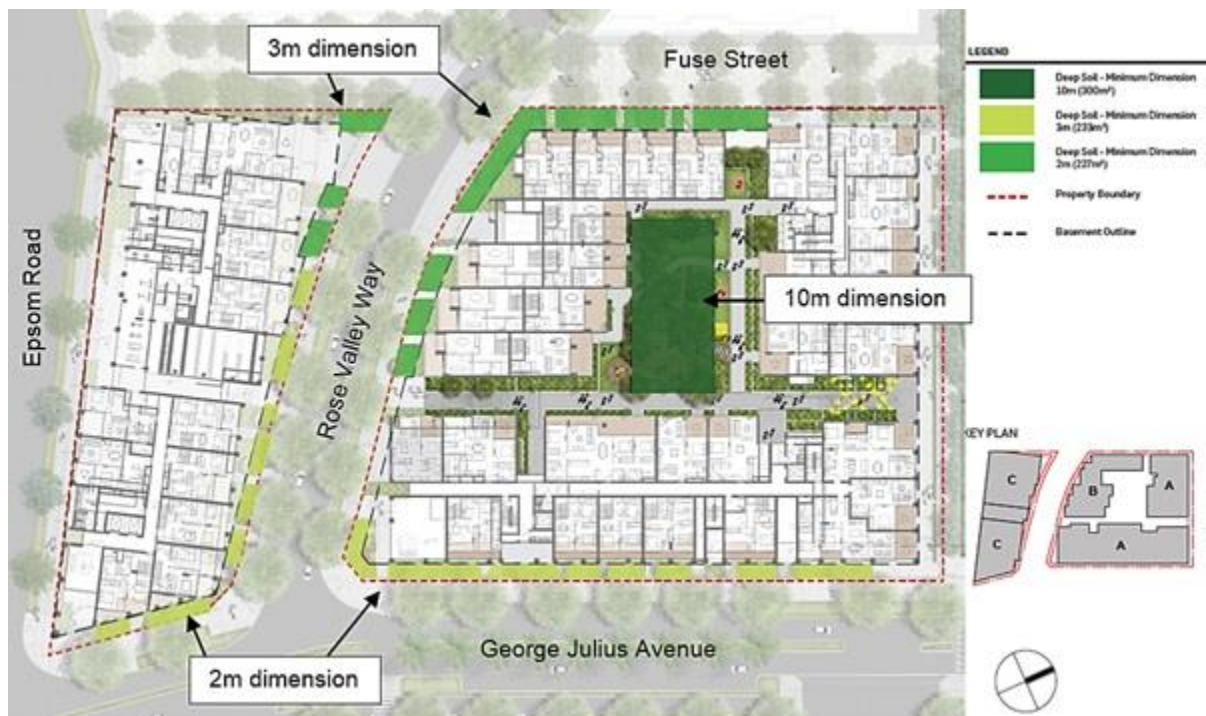 3m dimension
Fuse Street
LEGEND
Deep Soil - Minimum Dimension
10m (300m²)
Deep Soil - Minimum Dimension
3m (233m²)
Deep Soil - Minimum Dimension
2m (227m²)
Property Boundary
Basement Outline
Epsom Road
Rose Valley Way
10m dimension
KEY PLAN
C
B
A
C
A
George Julius Avenue
2m dimension